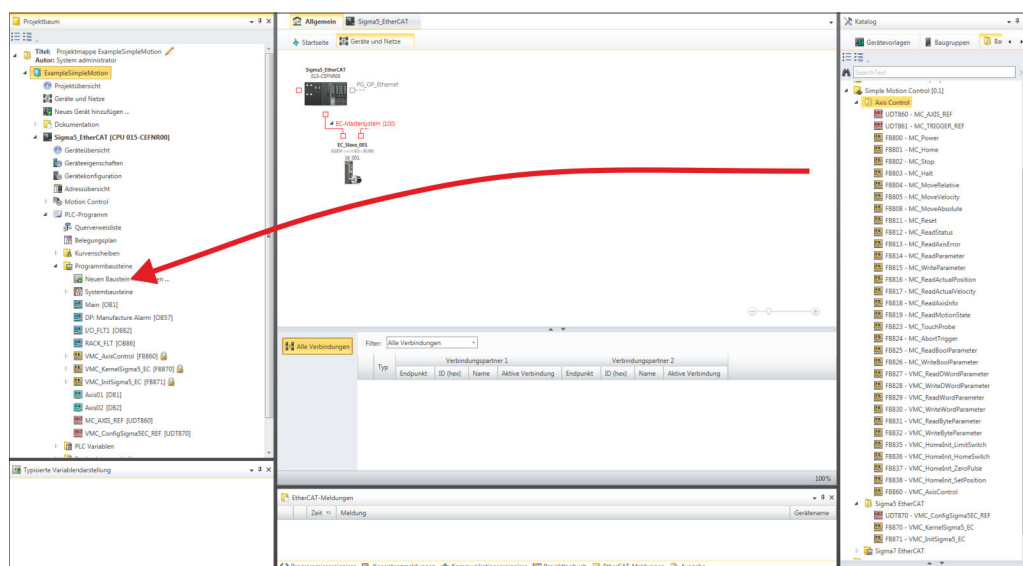 Projektbaum
Titel: Projektmappe ExampleSimpleMotion
Autor: System administrator
ExampleSimpleMotion
Projektübersicht
Geräte und Netze
Neues Gerät hinzufügen ...
Dokumentation
Sigma5_EtherCAT [CPU 015-CEFNR00]
Geräteübersicht
Geräteeigenschaften
Gerätekonfiguration
Adressübersicht
Motion Control
PLC-Programm
Querverweisliste
Belegungsplan
Kurvenscheiben
Programmbausteine
Neuen Baustein
Systembausteine
Main [OB1]
DP: Manufacture Alarm [OB57]
I/O_FLT1 [OB82]
RACK_FLT [OB86]
VMC_AxisControl [FB860]
VMC_KernelSigma5_EC [FB870]
VMC_InitSigma5_EC [FB871]
Axis01 [DB1]
Axis02 [DB2]
MC_AXIS_REF [UDT860]
VMC_ConfigSigma5EC_REF [UDT870]
PLC Variablen
Typisierte Variablendarstellung
Allgemein
Sigma5_EtherCAT
Startseite
Geräte und Netze
Sigma5_EtherCAT
015-CEFNR00
PG_OP_Ethernet
EC-Mastersystem (100)
EC_Slave_001
Alle Verbindungen
Filter:
Alle Verbindungen
Typ
Verbindungspartner 1
Verbindungspartner 2
Endpunkt
ID (hex)
Name
Aktive Verbindung
Endpunkt
ID (hex)
Name
Aktive Verbindung
100%
EtherCAT-Meldungen
Zeit
Meldung
Gerätename
Katalog
Gerätevorlagen
Baugruppen
Ba
SearchText
Simple Motion Control [0.1]
Axis Control
UDT860 - MC_AXIS_REF
UDT861 - MC_TRIGGER_REF
FB800 - MC_Power
FB801 - MC_Home
FB802 - MC_Stop
FB803 - MC_Halt
FB804 - MC_MoveRelative
FB805 - MC_MoveVelocity
FB808 - MC_MoveAbsolute
FB811 - MC_Reset
FB812 - MC_ReadStatus
FB813 - MC_ReadAxisError
FB814 - MC_ReadParameter
FB815 - MC_WriteParameter
FB816 - MC_ReadActualPosition
FB817 - MC_ReadActualVelocity
FB818 - MC_ReadAxisInfo
FB819 - MC_ReadMotionState
FB823 - MC_TouchProbe
FB824 - MC_AbortTrigger
FB825 - MC_ReadBoolParameter
FB826 - MC_WriteBoolParameter
FB827 - VMC_ReadDWordParameter
FB828 - VMC_WriteDWordParameter
FB829 - VMC_ReadWordParameter
FB830 - VMC_WriteWordParameter
FB831 - VMC_ReadByteParameter
FB832 - VMC_WriteByteParameter
FB835 - VMC_HomeInit_LimitSwitch
FB836 - VMC_HomeInit_HomeSwitch
FB837 - VMC_HomeInit_ZeroPulse
FB838 - VMC_HomeInit_SetPosition
FB860 - VMC_AxisControl
Sigma5 EtherCAT
UDT870 - VMC_ConfigSigma5EC_REF
FB870 - VMC_KernelSigma5_EC
FB871 - VMC_InitSigma5_EC
Sigma7 EtherCAT